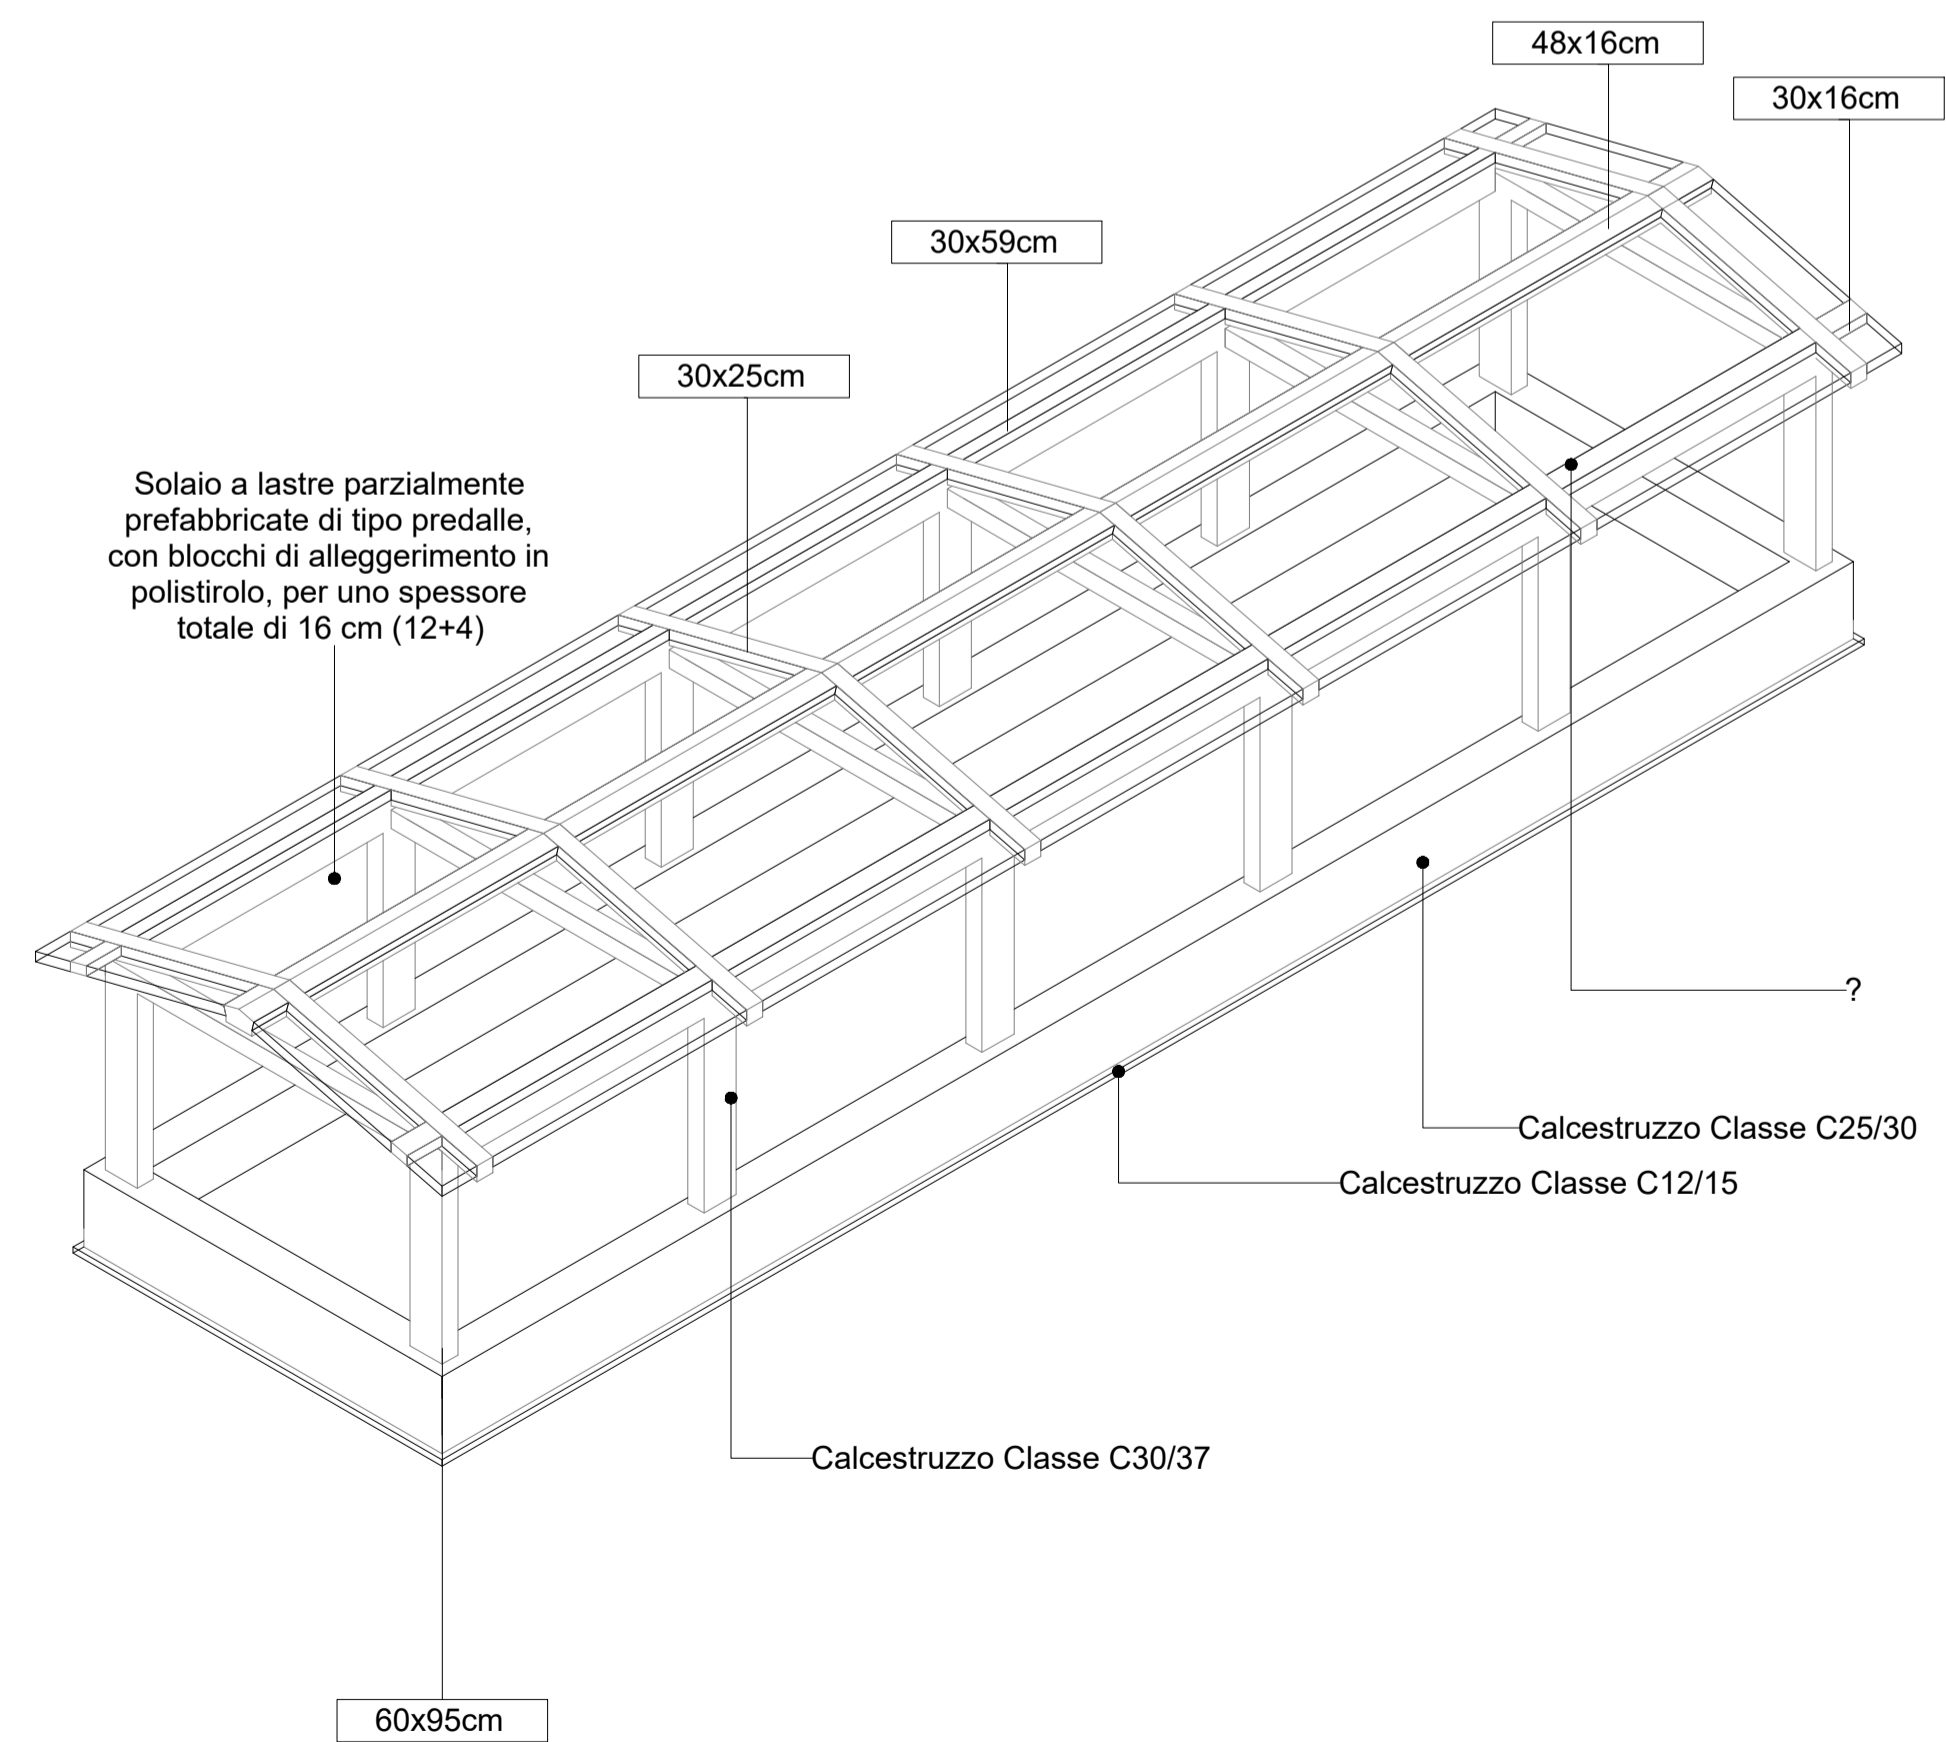 48x16cm
30x16cm
30x59cm
30x25cm
Solaio a lastre parzialmente
prefabbricate di tipo predalle,
con blocchi di alleggerimento in
polistirolo, per uno spessore
totale di 16 cm (12+4)
?
Calcestruzzo Classe C25/30
Calcestruzzo Classe C12/15
Calcestruzzo Classe C30/37
60x95cm